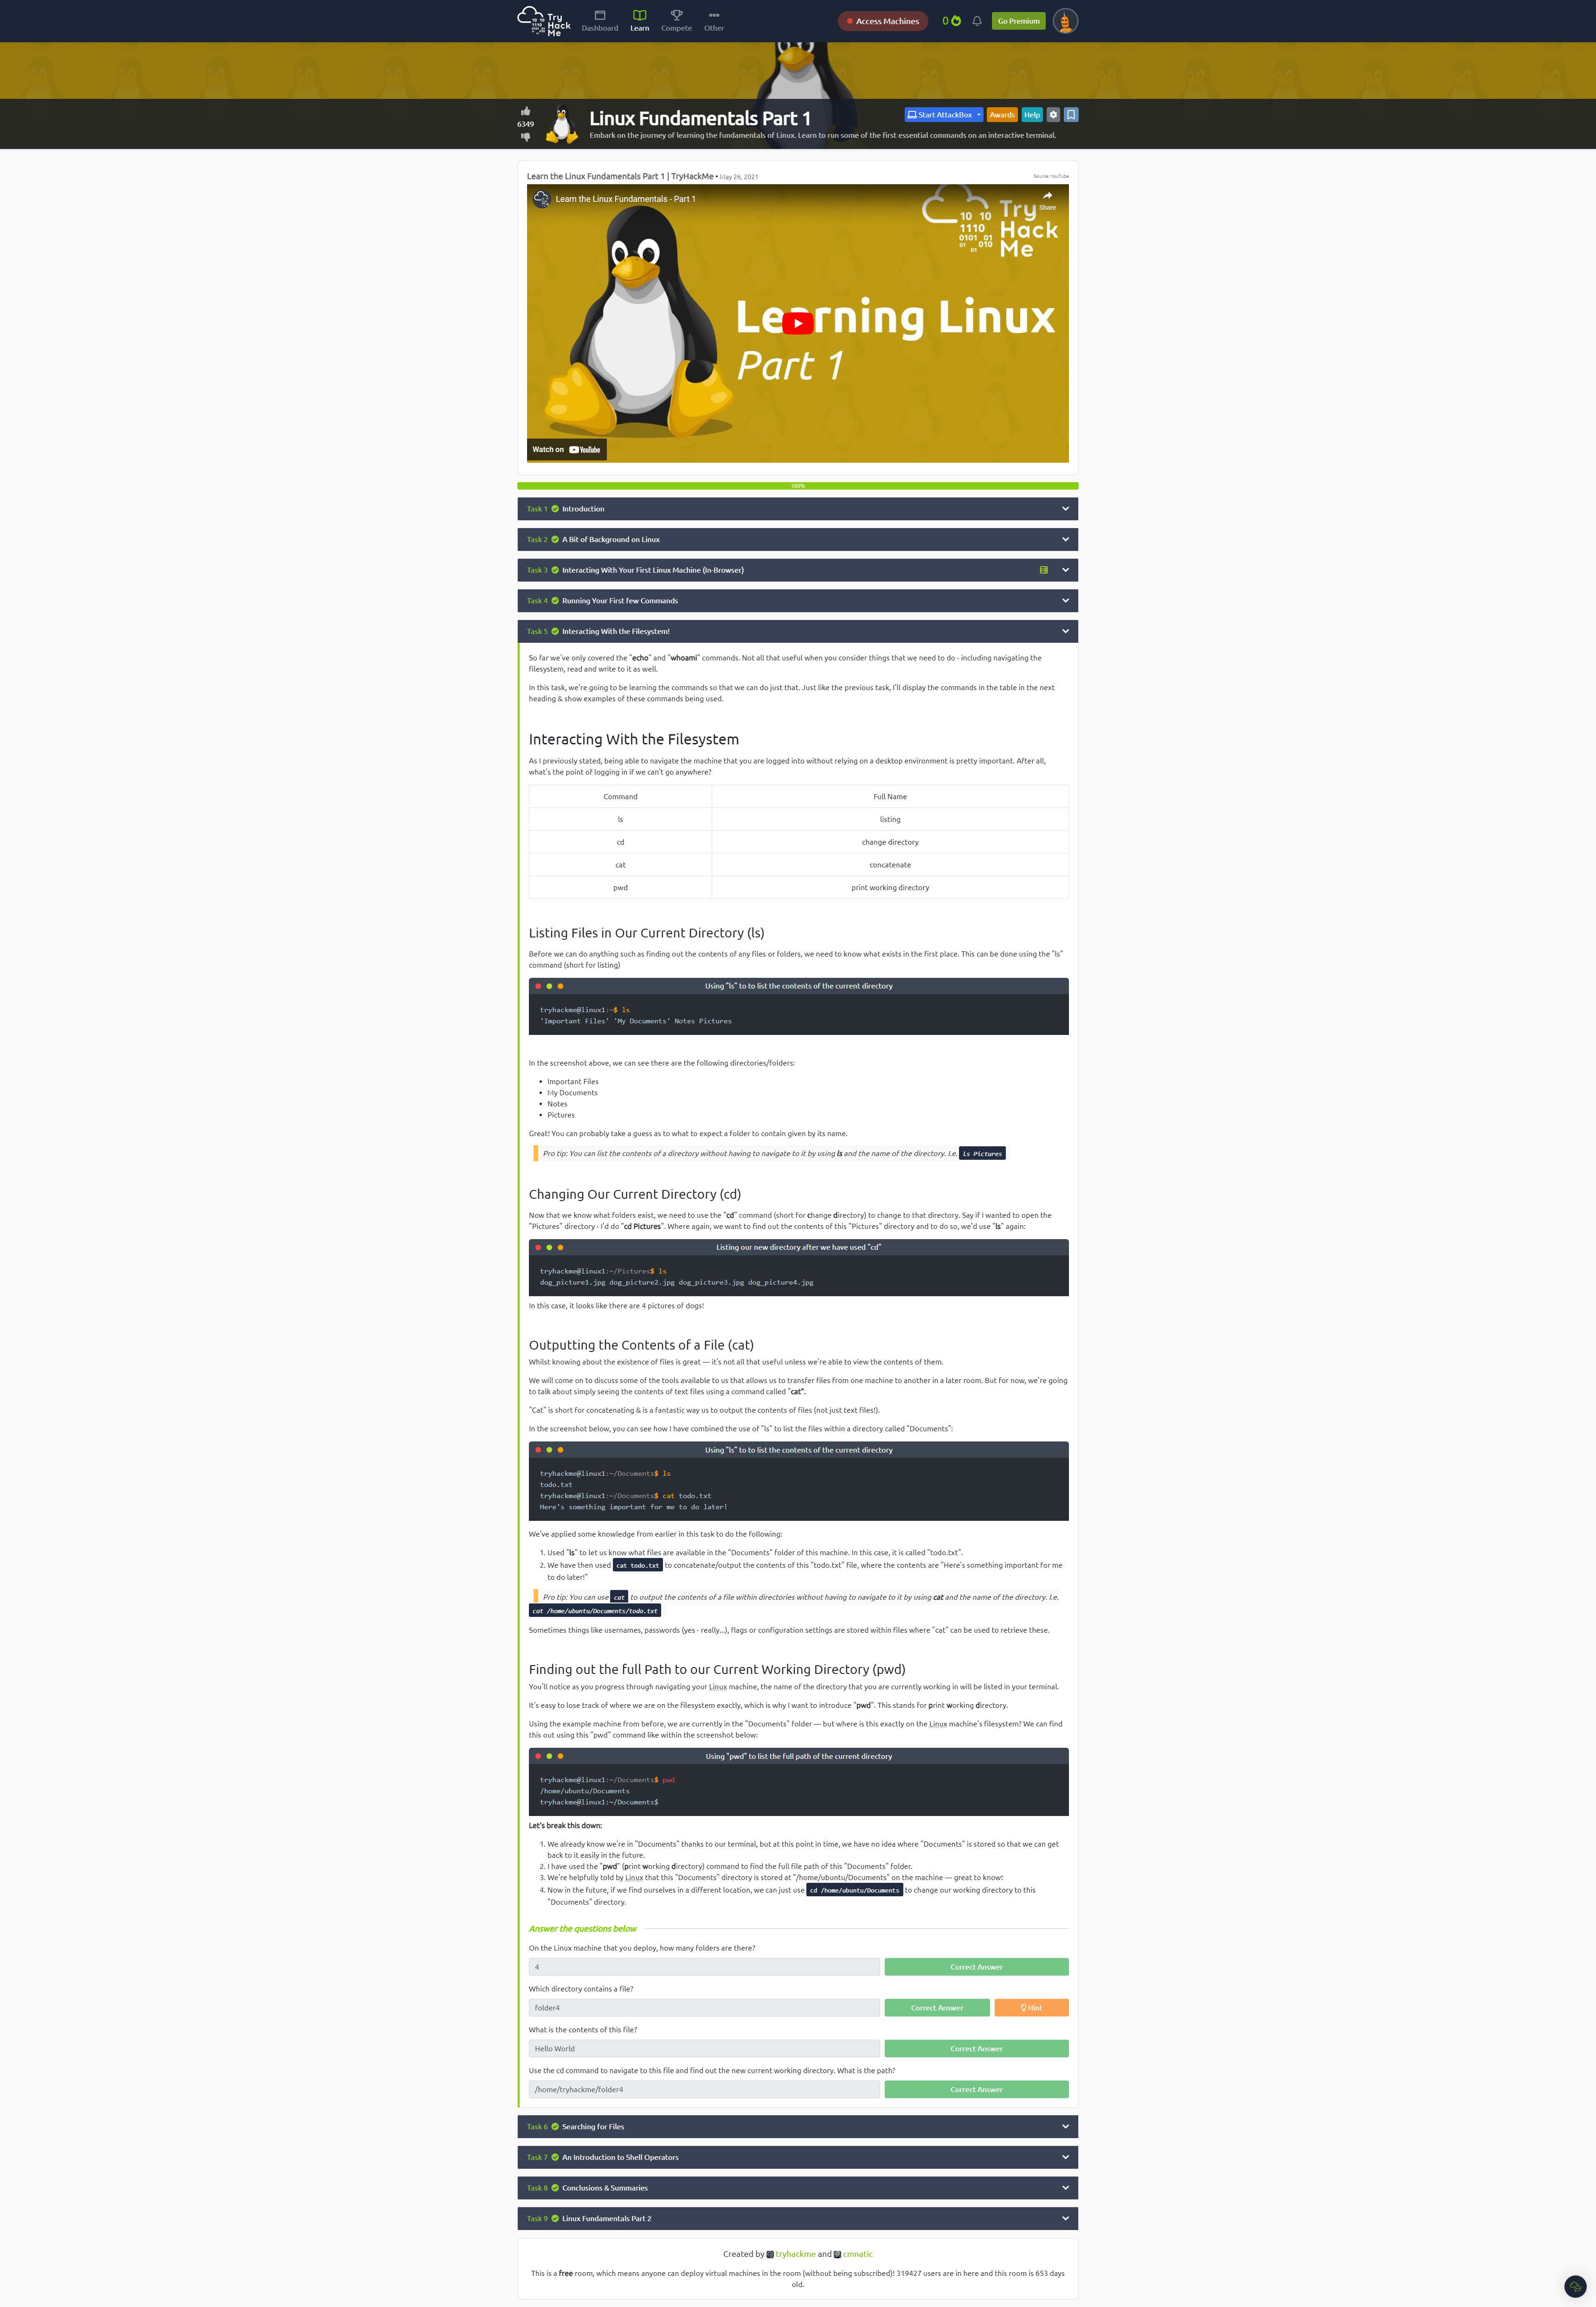 Try
Hack
Me
Dashboard
Learn
Compete
Other
Access Machines
0
Go Premium
6349
Linux Fundamentals Part 1
Start AttackBox
Awards
Help
Embark on the journey of learning the fundamentals of Linux. Learn to run some of the first essential commands on an interactive terminal.
Learn the Linux Fundamentals Part 1 | TryHackMe • May 26, 2021
Source: YouTube
Learn the Linux Fundamentals - Part 1
Share
10 10
1110
0101 01
01 010
01
Try
Hack
Me
Learning Linux
Part 1
Watch on YouTube
100%
Task 1 Introduction
Task 2 A Bit of Background on Linux
Task 3 Interacting With Your First Linux Machine (In-Browser)
Task 4 Running Your First few Commands
Task 5 Interacting With the Filesystem!
So far we've only covered the "echo" and "whoami" commands. Not all that useful when you consider things that we need to do - including navigating the
filesystem, read and write to it as well.
In this task, we're going to be learning the commands so that we can do just that. Just like the previous task, I'll display the commands in the table in the next
heading & show examples of these commands being used.
Interacting With the Filesystem
As I previously stated, being able to navigate the machine that you are logged into without relying on a desktop environment is pretty important. After all,
what's the point of logging in if we can't go anywhere?
Command Full Name
ls listing
cd change directory
cat concatenate
pwd print working directory
Listing Files in Our Current Directory (ls)
Before we can do anything such as finding out the contents of any files or folders, we need to know what exists in the first place. This can be done using the "ls"
command (short for listing)
Using "ls" to to list the contents of the current directory
tryhackme@linux1:~$ ls
'Important Files' 'My Documents' Notes Pictures
In the screenshot above, we can see there are the following directories/folders:
• Important Files
• My Documents
• Notes
• Pictures
Great! You can probably take a guess as to what to expect a folder to contain given by its name.
Pro tip: You can list the contents of a directory without having to navigate to it by using ls and the name of the directory. I.e. ls Pictures
Changing Our Current Directory (cd)
Now that we know what folders exist, we need to use the "cd" command (short for change directory) to change to that directory. Say if I wanted to open the
"Pictures" directory - I'd do "cd Pictures". Where again, we want to find out the contents of this "Pictures" directory and to do so, we'd use "ls" again:
Listing our new directory after we have used "cd"
tryhackme@linux1:~/Pictures$ ls
dog_picture1.jpg dog_picture2.jpg dog_picture3.jpg dog_picture4.jpg
In this case, it looks like there are 4 pictures of dogs!
Outputting the Contents of a File (cat)
Whilst knowing about the existence of files is great — it's not all that useful unless we're able to view the contents of them.
We will come on to discuss some of the tools available to us that allows us to transfer files from one machine to another in a later room. But for now, we're going
to talk about simply seeing the contents of text files using a command called "cat".
"Cat" is short for concatenating & is a fantastic way us to output the contents of files (not just text files!).
In the screenshot below, you can see how I have combined the use of "ls" to list the files within a directory called "Documents":
Using "ls" to to list the contents of the current directory
tryhackme@linux1:~/Documents$ ls
todo.txt
tryhackme@linux1:~/Documents$ cat todo.txt
Here's something important for me to do later!
We've applied some knowledge from earlier in this task to do the following:
1. Used "ls" to let us know what files are available in the "Documents" folder of this machine. In this case, it is called "todo.txt".
2. We have then used cat todo.txt to concatenate/output the contents of this "todo.txt" file, where the contents are "Here's something important for me
to do later!"
Pro tip: You can use cat to output the contents of a file within directories without having to navigate to it by using cat and the name of the directory. I.e.
cat /home/ubuntu/Documents/todo.txt
Sometimes things like usernames, passwords (yes - really...), flags or configuration settings are stored within files where "cat" can be used to retrieve these.
Finding out the full Path to our Current Working Directory (pwd)
You'll notice as you progress through navigating your Linux machine, the name of the directory that you are currently working in will be listed in your terminal.
It's easy to lose track of where we are on the filesystem exactly, which is why I want to introduce "pwd". This stands for print working directory.
Using the example machine from before, we are currently in the "Documents" folder — but where is this exactly on the Linux machine's filesystem? We can find
this out using this "pwd" command like within the screenshot below:
Using "pwd" to list the full path of the current directory
tryhackme@linux1:~/Documents$ pwd
/home/ubuntu/Documents
tryhackme@linux1:~/Documents$
Let's break this down:
1. We already know we're in "Documents" thanks to our terminal, but at this point in time, we have no idea where "Documents" is stored so that we can get
back to it easily in the future.
2. I have used the "pwd" (print working directory) command to find the full file path of this "Documents" folder.
3. We're helpfully told by Linux that this "Documents" directory is stored at "/home/ubuntu/Documents" on the machine — great to know!
4. Now in the future, if we find ourselves in a different location, we can just use cd /home/ubuntu/Documents to change our working directory to this
"Documents" directory.
Answer the questions below
On the Linux machine that you deploy, how many folders are there?
4
Correct Answer
Which directory contains a file?
folder4
Correct Answer
Hint
What is the contents of this file?
Hello World
Correct Answer
Use the cd command to navigate to this file and find out the new current working directory. What is the path?
/home/tryhackme/folder4
Correct Answer
Task 6 Searching for Files
Task 7 An Introduction to Shell Operators
Task 8 Conclusions & Summaries
Task 9 Linux Fundamentals Part 2
Created by tryhackme and cmnatic
This is a free room, which means anyone can deploy virtual machines in the room (without being subscribed)! 319427 users are in here and this room is 653 days
old.